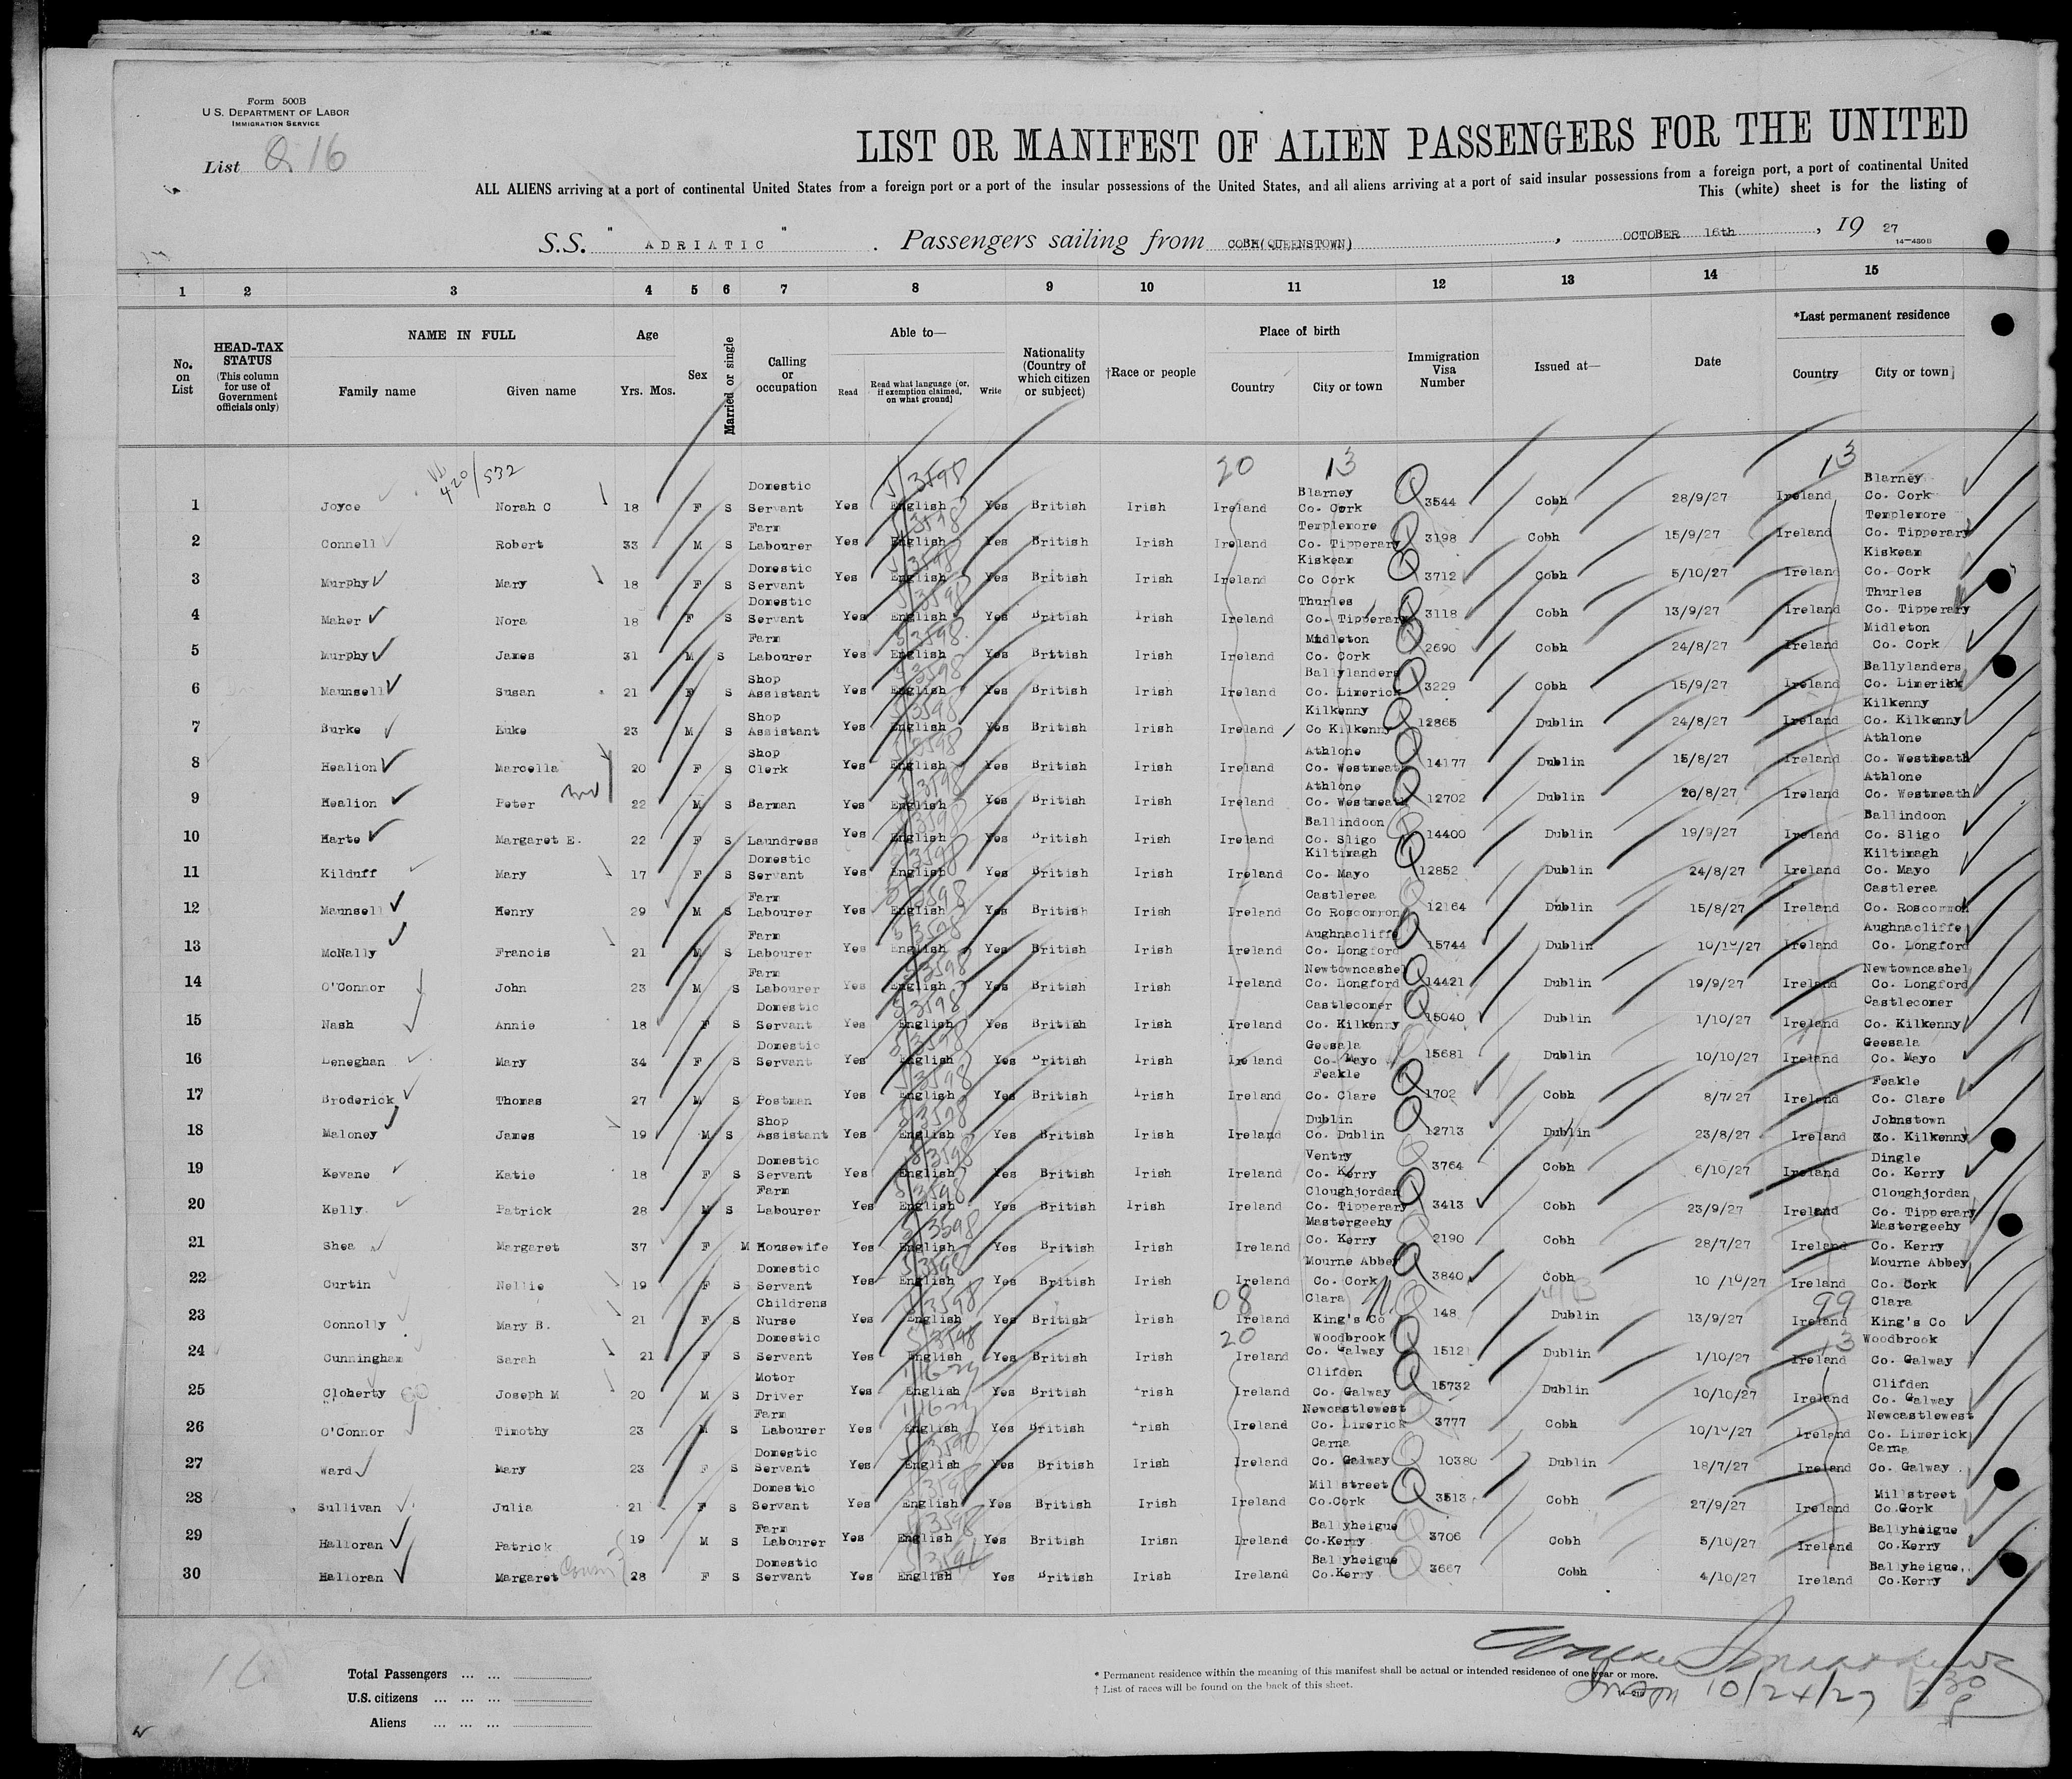 Form 500B
U S. DEPARTMENT OF LABOR
IMMIGRATION SERVICE
List Q 16
LIST OR MANIFEST OF ALIEN PASSENGERS FOR THE UNITED
ALL ALIENS arriving at a port of continental United States from a foreign port or a port of the insular possessions of the United States, and all aliens arriving at a port of said insular possessions from a foreign port, a port of continental United
This (white) sheet is for the listing of
S.S. " ADRIATIC " . Passengers sailing from COBH(QUEENSTOWN) , OCTOBER 16th , 19 27
14—480B
1 2 3 4 5 6 7 8 9 10 11 12 13 14 15
No. on List
HEAD-TAX STATUS (This column for use of Government officials only)
NAME IN FULL
Family name Given name
Age
Yrs. Mos.
Sex
Married or single
Calling or occupation
Able to—
Read Read what language (or, if exemption claimed, on what ground) Write
Nationality (Country of which citizen or subject)
†Race or people
Place of birth
Country City or town
Immigration Visa Number
Issued at—
Date
*Last permanent residence
Country City or town
420/532 20 13 13
1 Joyce Norah C 18 F S Domestic Servant Yes English Yes British Irish Ireland Blarney Co. Cork 3544 Cobh 28/9/27 Ireland Blarney Co. Cork
2 Connell Robert 33 M S Farm Labourer Yes English Yes British Irish Ireland Templemore Co. Tipperary 3198 Cobh 15/9/27 Ireland Templemore Co. Tipperary
3 Murphy Mary 18 F S Domestic Servant Yes English Yes British Irish Ireland Kiskeam Co Cork 3712 Cobh 5/10/27 Ireland Kiskeam Co. Cork
4 Maher Nora 18 F S Domestic Servant Yes English Yes British Irish Ireland Thurles Co. Tipperary 3118 Cobh 13/9/27 Ireland Thurles Co. Tipperary
5 Murphy James 31 M S Farm Labourer Yes English Yes British Irish Ireland Midleton Co. Cork 2690 Cobh 24/8/27 Ireland Midleton Co. Cork
6 Maunsell Susan 21 F S Shop Assistant Yes English Yes British Irish Ireland Ballylanders Co. Limerick 3229 Cobh 15/9/27 Ireland Ballylanders Co. Limerick
7 Burke Luke 23 M S Shop Assistant Yes English Yes British Irish Ireland Kilkenny Co Kilkenny 12865 Dublin 24/8/27 Ireland Kilkenny Co. Kilkenny
8 Healion Marcella 20 F S Shop Clerk Yes English Yes British Irish Ireland Athlone Co. Westmeath 14177 Dublin 15/8/27 Ireland Athlone Co. Westmeath
9 Healion Peter 22 M S Barman Yes English Yes British Irish Ireland Athlone Co. Westmeath 12702 Dublin 20/8/27 Ireland Athlone Co. Westmeath
10 Harte Margaret E. 22 F S Laundress Yes English Yes British Irish Ireland Ballindoon Co. Sligo 14400 Dublin 19/9/27 Ireland Ballindoon Co. Sligo
11 Kilduff Mary 17 F S Domestic Servant Yes English Yes British Irish Ireland Kiltimagh Co. Mayo 12852 Dublin 24/8/27 Ireland Kiltimagh Co. Mayo
12 Maunsell Henry 29 M S Farm Labourer Yes English Yes British Irish Ireland Castlerea Co Roscommon 12164 Dublin 15/8/27 Ireland Castlerea Co. Roscommon
13 McNally Francis 21 M S Farm Labourer Yes English Yes British Irish Ireland Aughnacliffe Co. Longford 15744 Dublin 10/10/27 Ireland Aughnacliffe Co. Longford
14 O'Connor John 23 M S Farm Labourer Yes English Yes British Irish Ireland Newtowncashel Co. Longford 14421 Dublin 19/9/27 Ireland Newtowncashel Co. Longford
15 Nash Annie 18 F S Domestic Servant Yes English Yes British Irish Ireland Castlecomer Co. Kilkenny 15040 Dublin 1/10/27 Ireland Castlecomer Co. Kilkenny
16 Leneghan Mary 34 F S Domestic Servant Yes English Yes British Irish Ireland Geesala Co. Mayo 15681 Dublin 10/10/27 Ireland Geesala Co. Mayo
17 Broderick Thomas 27 M S Postman Yes English Yes British Irish Ireland Feakle Co. Clare 1702 Cobh 8/7/27 Ireland Feakle Co. Clare
18 Maloney James 19 M S Shop Assistant Yes English Yes British Irish Ireland Dublin Co. Dublin 12713 Dublin 23/8/27 Ireland Johnstown Co. Kilkenny
19 Kevane Katie 18 F S Domestic Servant Yes English Yes British Irish Ireland Ventry Co. Kerry 3764 Cobh 6/10/27 Ireland Dingle Co. Kerry
20 Kelly Patrick 28 M S Farm Labourer Yes English Yes British Irish Ireland Cloughjordan Co. Tipperary 3413 Cobh 23/9/27 Ireland Cloughjordan Co. Tipperary
21 Shea Margaret 37 F M Housewife Yes English Yes British Irish Ireland Mastergeehy Co. Kerry 2190 Cobh 28/7/27 Ireland Mastergeehy Co. Kerry
22 Curtin Nellie 19 F S Domestic Servant Yes English Yes British Irish Ireland Mourne Abbey Co. Cork 3840 Cobh 10/10/27 Ireland Mourne Abbey Co. Cork
08 99
23 Connolly Mary B. 21 F S Childrens Nurse Yes English Yes British Irish Ireland Clara King's Co 148 Dublin 13/9/27 Ireland Clara King's Co
20 13
24 Cunningham Sarah 21 F S Domestic Servant Yes English Yes British Irish Ireland Woodbrook Co. Galway 15121 Dublin 1/10/27 Ireland Woodbrook Co. Galway
25 Cloherty Joseph M 20 M S Motor Driver Yes English Yes British Irish Ireland Clifden Co. Galway 15732 Dublin 10/10/27 Ireland Clifden Co. Galway
26 O'Connor Timothy 23 M S Farm Labourer Yes English Yes British Irish Ireland Newcastlewest Co. Limerick 3777 Cobh 10/10/27 Ireland Newcastlewest Co. Limerick
27 Ward Mary 23 F S Domestic Servant Yes English Yes British Irish Ireland Carna Co. Galway 10380 Dublin 18/7/27 Ireland Carna Co. Galway
28 Sullivan Julia 21 F S Domestic Servant Yes English Yes British Irish Ireland Millstreet Co.Cork 3513 Cobh 27/9/27 Ireland Millstreet Co.Cork
29 Halloran Patrick 19 M S Farm Labourer Yes English Yes British Irish Ireland Ballyheigue Co.Kerry 3706 Cobh 5/10/27 Ireland Ballyheigue Co.Kerry
30 Halloran Margaret Cousin 28 F S Domestic Servant Yes English Yes British Irish Ireland Ballyheigue Co.Kerry 3667 Cobh 4/10/27 Ireland Ballyheigue, Co.Kerry
Total Passengers ... ...
U.S. citizens ... ... ...
Aliens ... ... ...
* Permanent residence within the meaning of this manifest shall be actual or intended residence of one year or more.
† List of races will be found on the back of this sheet.
10/24/27